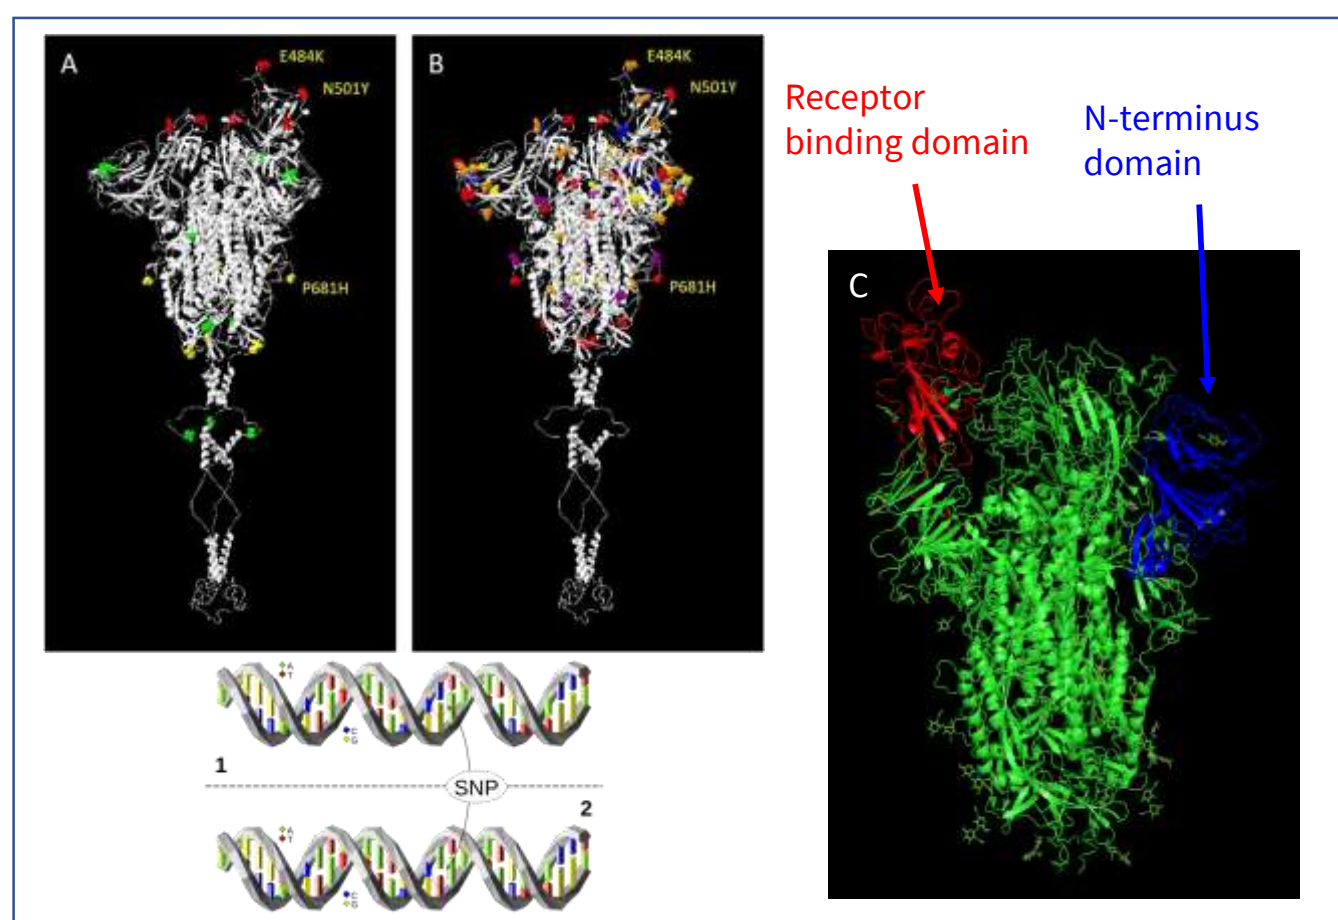 A
E484K
N501Y
P681H
B
E484K
N501Y
P681H
Receptor
binding domain
N-terminus
domain
C
A
T
C
G
1
SNP
2
A
T
C
G